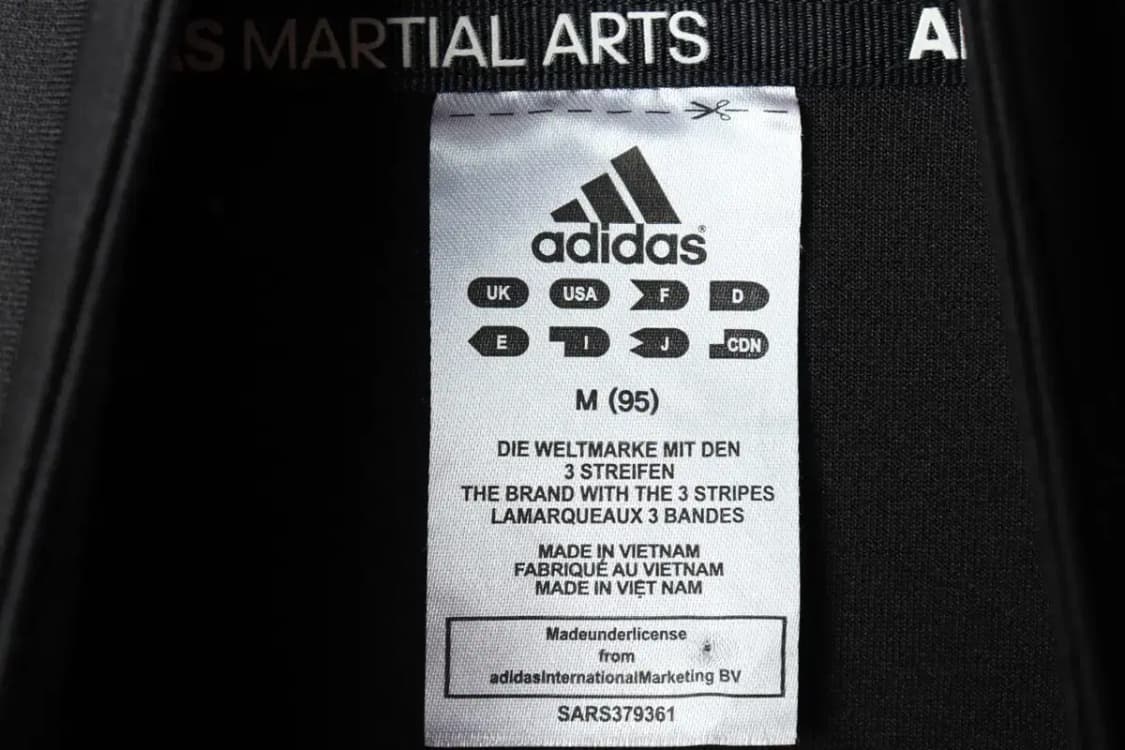 AS MARTIAL ARTS
A
adidas®
UK USA F D
E I J CDN
M (95)
DIE WELTMARKE MIT DEN
3 STREIFEN
THE BRAND WITH THE 3 STRIPES
LAMARQUEAUX 3 BANDES
MADE IN VIETNAM
FABRIQUÉ AU VIETNAM
MADE IN VIỆT NAM
Madeunderlicense
from
adidasInternationalMarketing BV
SARS379361